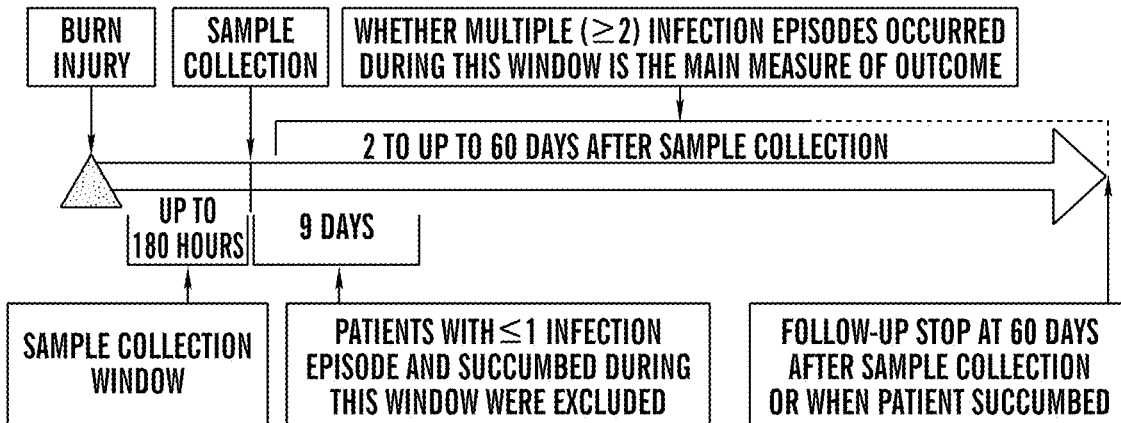 BURN
INJURY
SAMPLE
COLLECTION
WHETHER MULTIPLE (≥2) INFECTION EPISODES OCCURRED
DURING THIS WINDOW IS THE MAIN MEASURE OF OUTCOME
2 TO UP TO 60 DAYS AFTER SAMPLE COLLECTION
UP TO
180 HOURS
9 DAYS
SAMPLE COLLECTION
WINDOW
PATIENTS WITH ≤1 INFECTION
EPISODE AND SUCCUMBED DURING
THIS WINDOW WERE EXCLUDED
FOLLOW-UP STOP AT 60 DAYS
AFTER SAMPLE COLLECTION
OR WHEN PATIENT SUCCUMBED